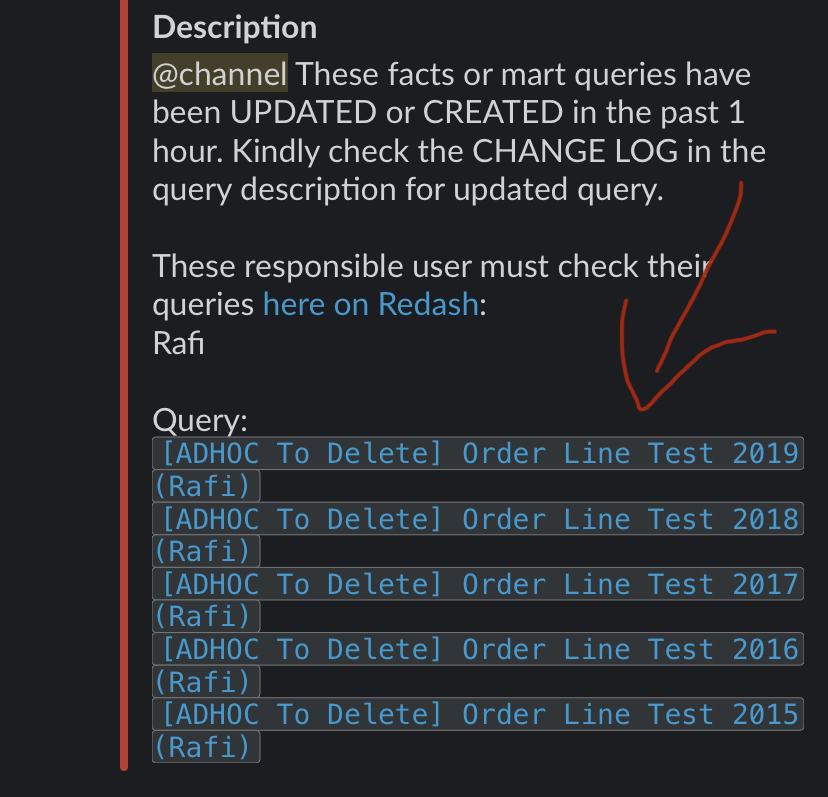 Description
@channel These facts or mart queries have
been UPDATED or CREATED in the past 1
hour. Kindly check the CHANGE LOG in the
query description for updated query.
These responsible user must check their
queries here on Redash:
Rafi
Query:
[ADHOC To Delete] Order Line Test 2019
(Rafi)
[ADHOC To Delete] Order Line Test 2018
(Rafi)
[ADHOC To Delete] Order Line Test 2017
(Rafi)
[ADHOC To Delete] Order Line Test 2016
(Rafi)
[ADHOC To Delete] Order Line Test 2015
(Rafi)